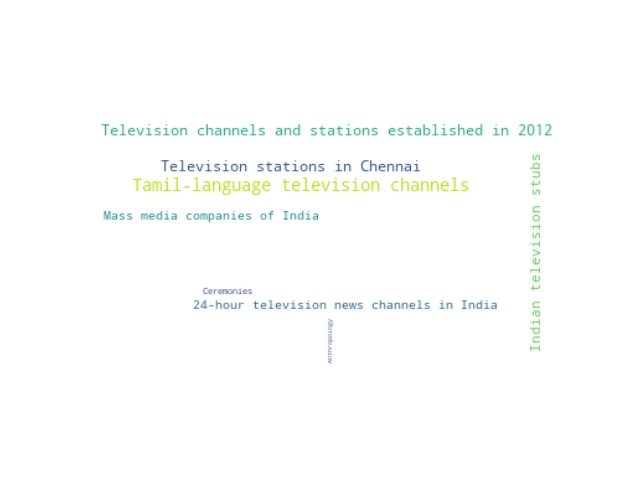 Television channels and stations established in 2012
Television stations in Chennai
Tamil-language television channels
Mass media companies of India
Indian television stubs
Ceremonies
24-hour television news channels in India
Anthropology